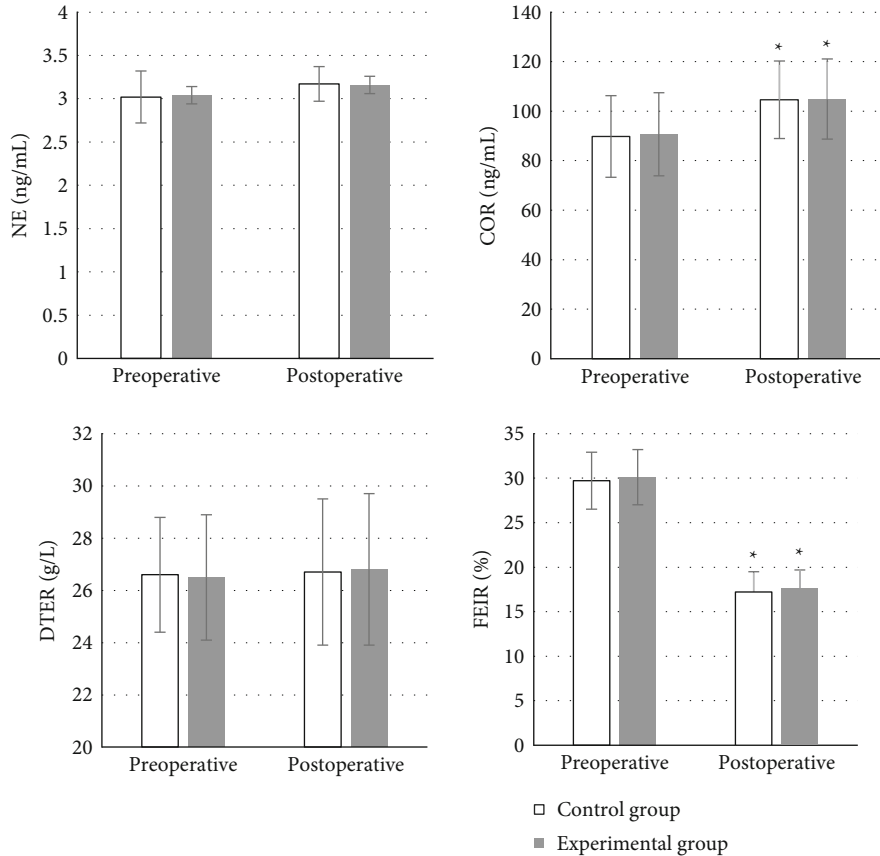 4
3.5
3
2.5
2
1.5
1
0.5
0
NE (ng/mL)
Preoperative
Postoperative
140
120
100
80
60
40
20
0
COR (ng/mL)
* *
Preoperative
Postoperative
32
30
28
26
24
22
20
DTER (g/L)
Preoperative
Postoperative
35
30
25
20
15
10
5
0
FEIR (%)
* *
Preoperative
Postoperative
Control group
Experimental group